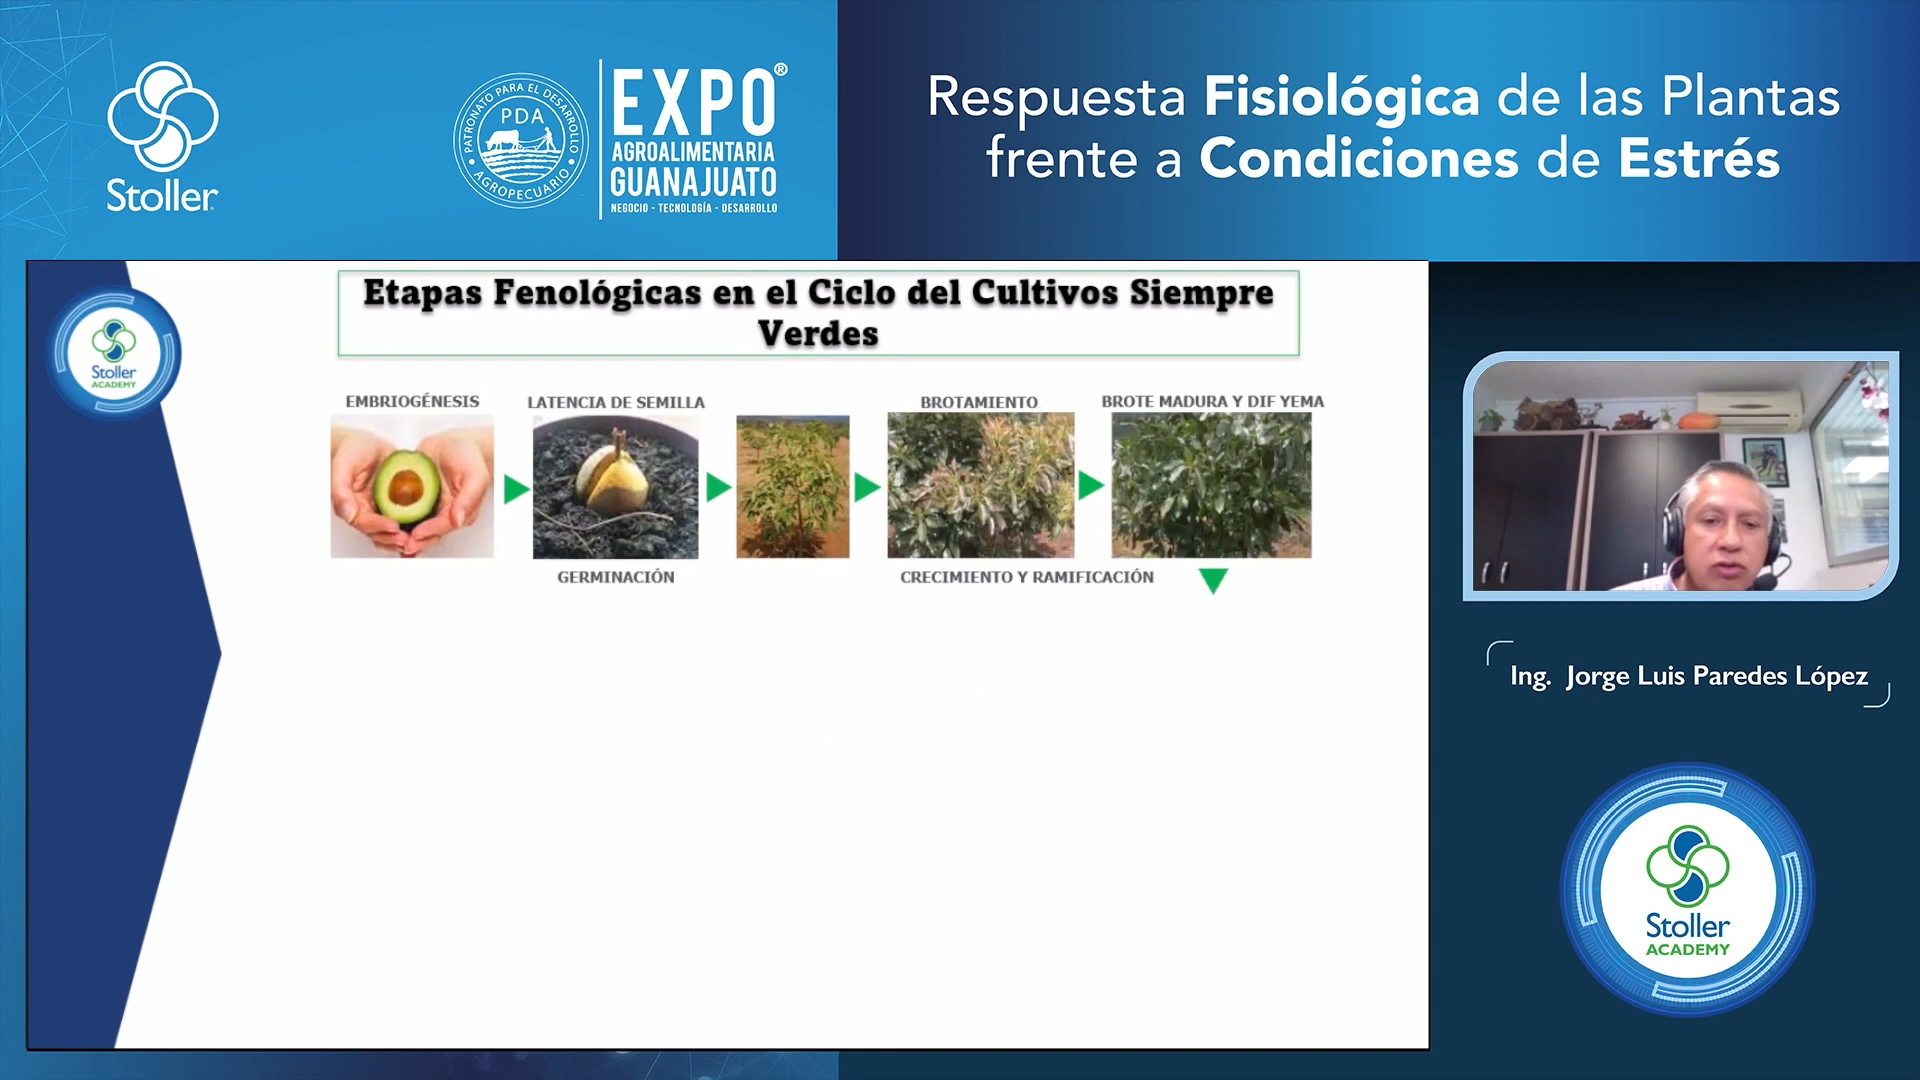 Stoller
PATRONATO PARA EL DESARROLLO
PDA
AGROPECUARIO
EXPO®
AGROALIMENTARIA
GUANAJUATO
NEGOCIO - TECNOLOGÍA - DESARROLLO
Respuesta Fisiológica de las Plantas
frente a Condiciones de Estrés
Stoller
ACADEMY
Etapas Fenológicas en el Ciclo del Cultivos Siempre
Verdes
EMBRIOGÉNESIS
LATENCIA DE SEMILLA
BROTAMIENTO
BROTE MADURA Y DIF YEMA
GERMINACIÓN
CRECIMIENTO Y RAMIFICACIÓN
Ing. Jorge Luis Paredes López
Stoller
ACADEMY